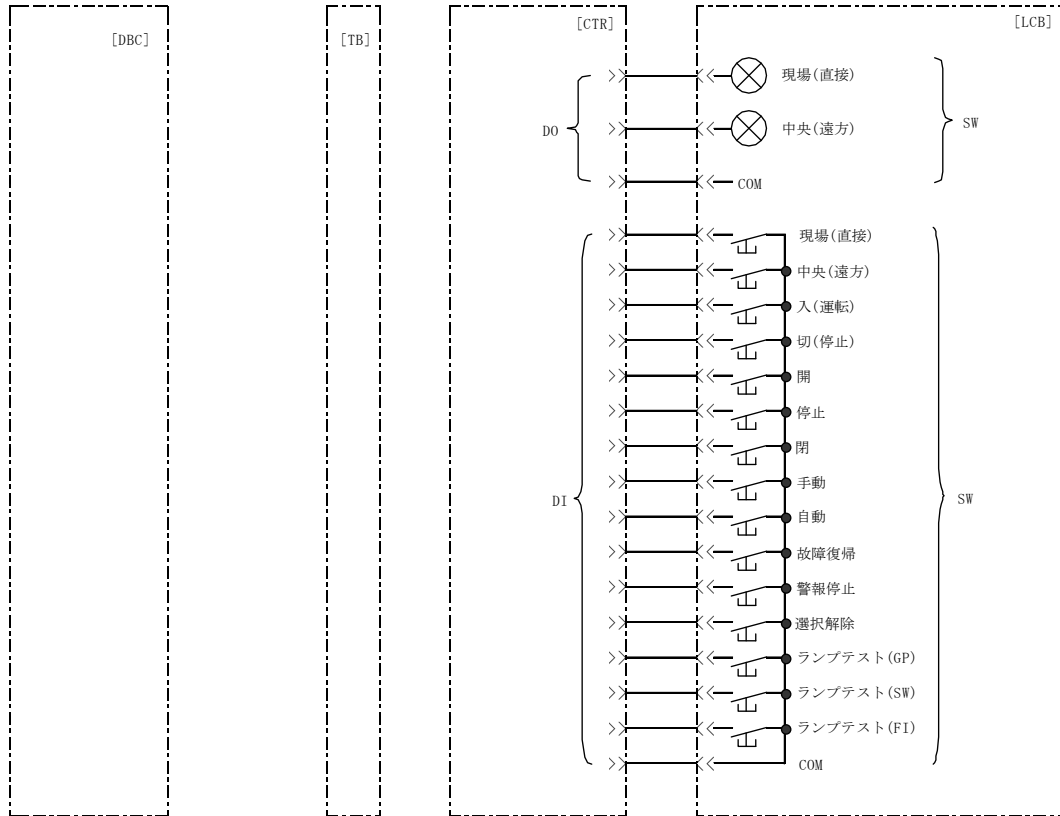 [DBC]
[TB]
[CTR]
[LCB]
現場(直接)
DO
中央(遠方)
SW
COM
現場(直接)
中央(遠方)
入(運転)
切(停止)
開
停止
閉
手動
DI
SW
自動
故障復帰
警報停止
選択解除
ランプテスト(GP)
ランプテスト(SW)
ランプテスト(FI)
COM